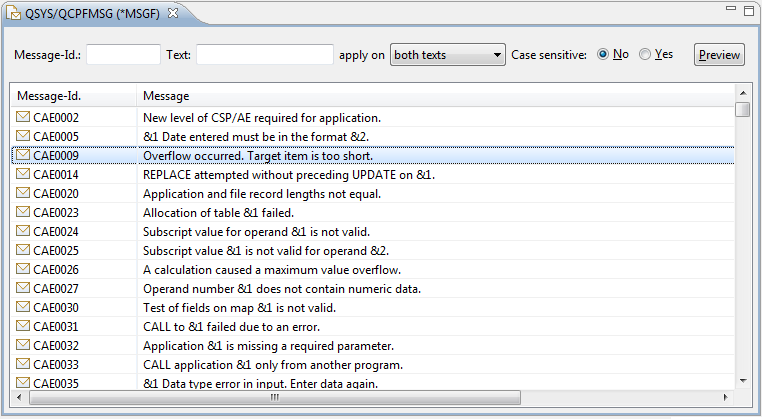 QSYS/QCPFMSG (*MSGF)
Message-Id.: Text: apply on both texts Case sensitive: No Yes Preview
Message-Id. Message
CAE0002 New level of CSP/AE required for application.
CAE0005 &1 Date entered must be in the format &2.
CAE0009 Overflow occurred. Target item is too short.
CAE0014 REPLACE attempted without preceding UPDATE on &1.
CAE0020 Application and file record lengths not equal.
CAE0023 Allocation of table &1 failed.
CAE0024 Subscript value for operand &1 is not valid.
CAE0025 Subscript value &1 is not valid for operand &2.
CAE0026 A calculation caused a maximum value overflow.
CAE0027 Operand number &1 does not contain numeric data.
CAE0030 Test of fields on map &1 is not valid.
CAE0031 CALL to &1 failed due to an error.
CAE0032 Application &1 is missing a required parameter.
CAE0033 CALL application &1 only from another program.
CAE0035 &1 Data type error in input. Enter data again.